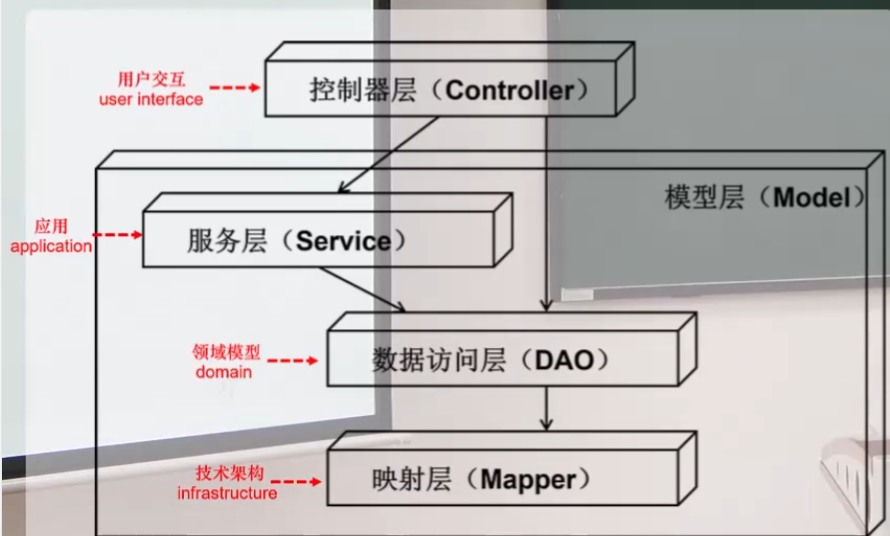 用户交互
user interface
控制器层（Controller）
模型层（Model）
应用
application
服务层（Service）
领域模型
domain
数据访问层（DAO）
技术架构
infrastructure
映射层（Mapper）